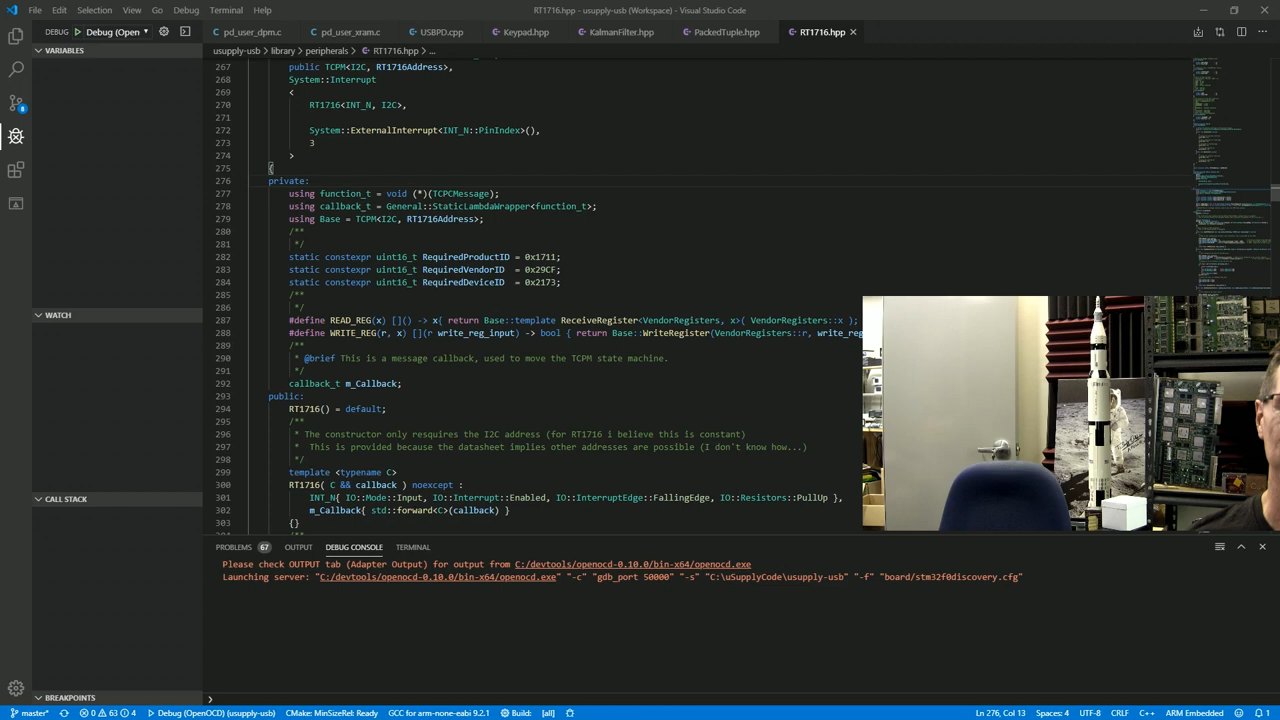 File Edit Selection View Go Debug Terminal Help
RT1716.hpp - usupply-usb (Workspace) - Visual Studio Code
DEBUG Debug (Open
pd_user_dpm.c pd_user_xram.c USBPD.cpp Keypad.hpp KalmanFilter.hpp PackedTuple.hpp RT1716.hpp
usupply-usb > library > peripherals > RT1716.hpp > ...
VARIABLES
WATCH
CALL STACK
BREAKPOINTS
8
267 public TCPM<I2C, RT1716Address>,
268 System::Interrupt
269 <
270 RT1716<INT_N, I2C>,
271
272 System::ExternalInterrupt<INT_N::PinIndex>(),
273 3
274 >
275 {
276 private:
277 using function_t = void (*)(TCPCMessage);
278 using callback_t = General::StaticLambdaWrapper<function_t>;
279 using Base = TCPM<I2C, RT1716Address>;
280 /**
281 */
282 static constexpr uint16_t RequiredProductID = 0x1711;
283 static constexpr uint16_t RequiredVendorID = 0x29CF;
284 static constexpr uint16_t RequiredDeviceID = 0x2173;
285 /**
286 */
287 #define READ_REG(x) []() -> x{ return Base::template ReceiveRegister<VendorRegisters, x>( VendorRegisters::x );
288 #define WRITE_REG(r, x) [](r write_reg_input) -> bool { return Base::WriteRegister(VendorRegisters::r, write_reg
289 /**
290 * @brief This is a message callback, used to move the TCPM state machine.
291 */
292 callback_t m_Callback;
293 public:
294 RT1716() = default;
295 /**
296 * The constructor only resquires the I2C address (for RT1716 i believe this is constant)
297 * This is provided because the datasheet implies other addresses are possible (I don't know how...)
298 */
299 template <typename C>
300 RT1716( C && callback ) noexcept :
301 INT_N{ IO::Mode::Input, IO::Interrupt::Enabled, IO::InterruptEdge::FallingEdge, IO::Resistors::PullUp },
302 m_Callback{ std::forward<C>(callback) }
303 {}
PROBLEMS 67 OUTPUT DEBUG CONSOLE TERMINAL
Please check OUTPUT tab (Adapter Output) for output from C:/devtools/openocd-0.10.0/bin-x64/openocd.exe
Launching server: "C:/devtools/openocd-0.10.0/bin-x64/openocd.exe" "-c" "gdb_port 50000" "-s" "C:\uSupplyCode\usupply-usb" "-f" "board/stm32f0discovery.cfg"
master* 0 63 4 Debug (OpenOCD) (usupply-usb) CMake: MinSizeRel: Ready GCC for arm-none-eabi 9.2.1 Build: [all] Ln 276, Col 13 Spaces: 4 UTF-8 CRLF C++ ARM Embedded 1